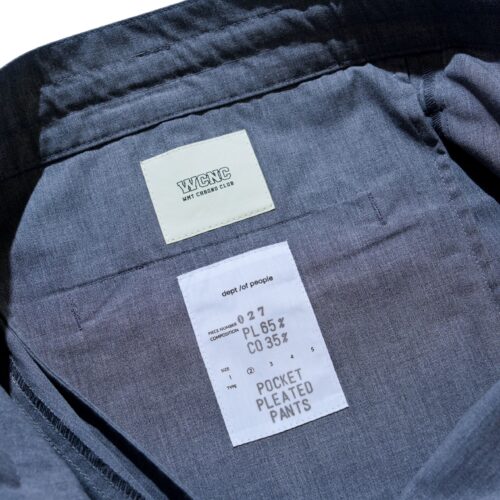 WCNC
WMT CHRONO CLUB
dept /of people
PIECE NUMBER 027
COMPOSITION PL 65%
CO 35%
SIZE
1 2 3 4 5
TYPE
POCKET
PLEATED
PANTS